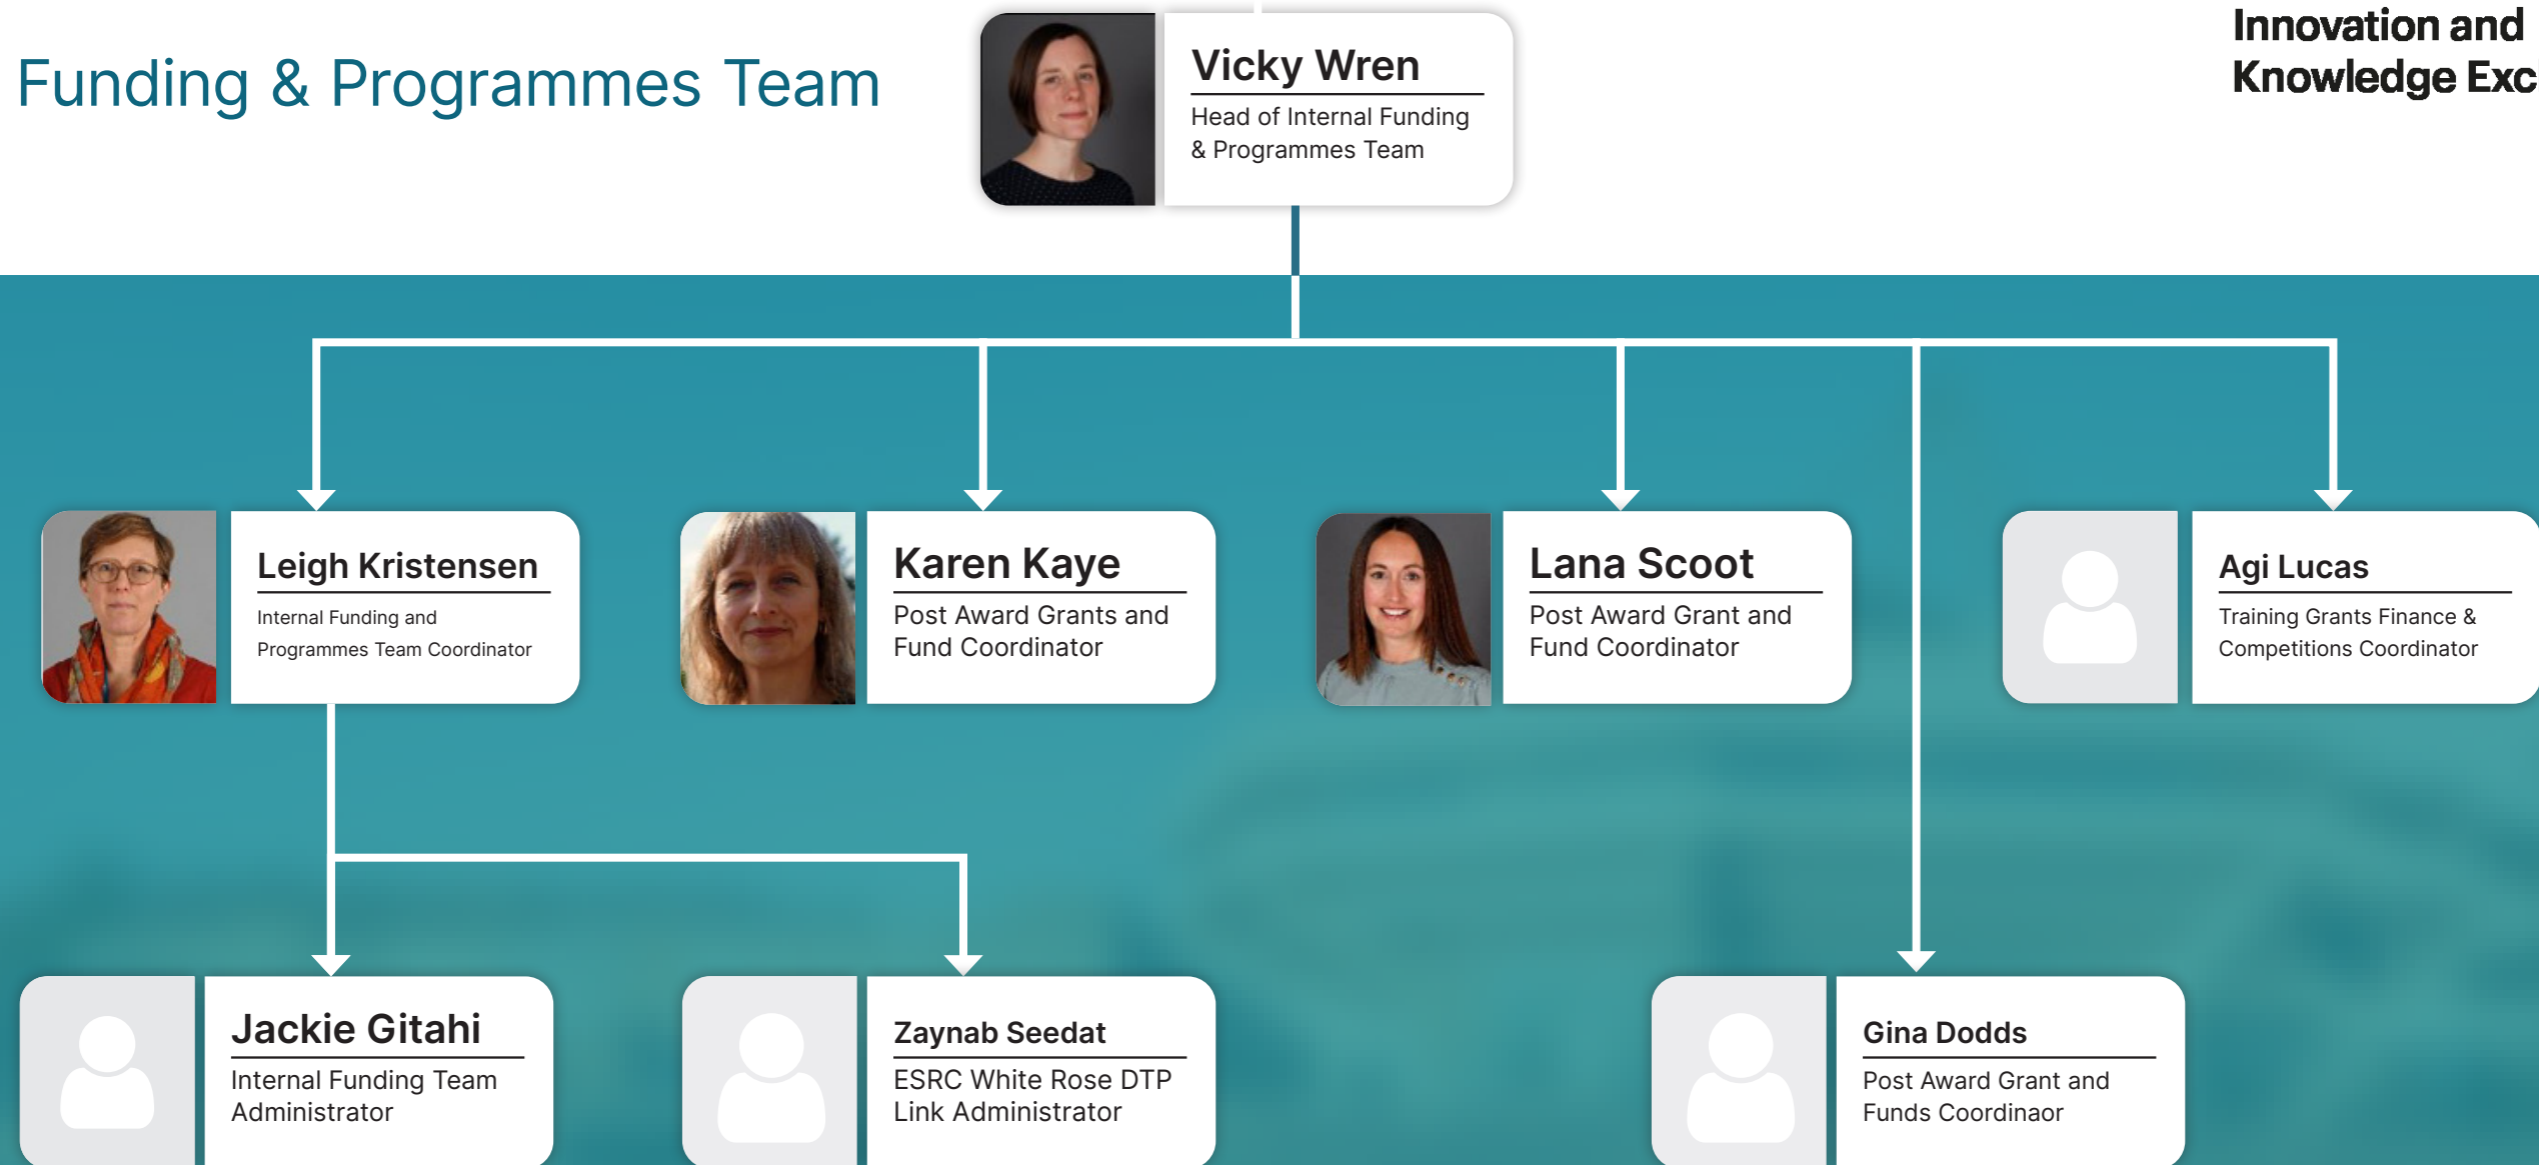 Funding & Programmes Team
Vicky Wren
Head of Internal Funding
& Programmes Team
Innovation and
Knowledge Exc
Leigh Kristensen
Internal Funding and
Programmes Team Coordinator
Karen Kaye
Post Award Grants and
Fund Coordinator
Lana Scoot
Post Award Grant and
Fund Coordinator
Agi Lucas
Training Grants Finance &
Competitions Coordinator
Jackie Gitahi
Internal Funding Team
Administrator
Zaynab Seedat
ESRC White Rose DTP
Link Administrator
Gina Dodds
Post Award Grant and
Funds Coordinaor